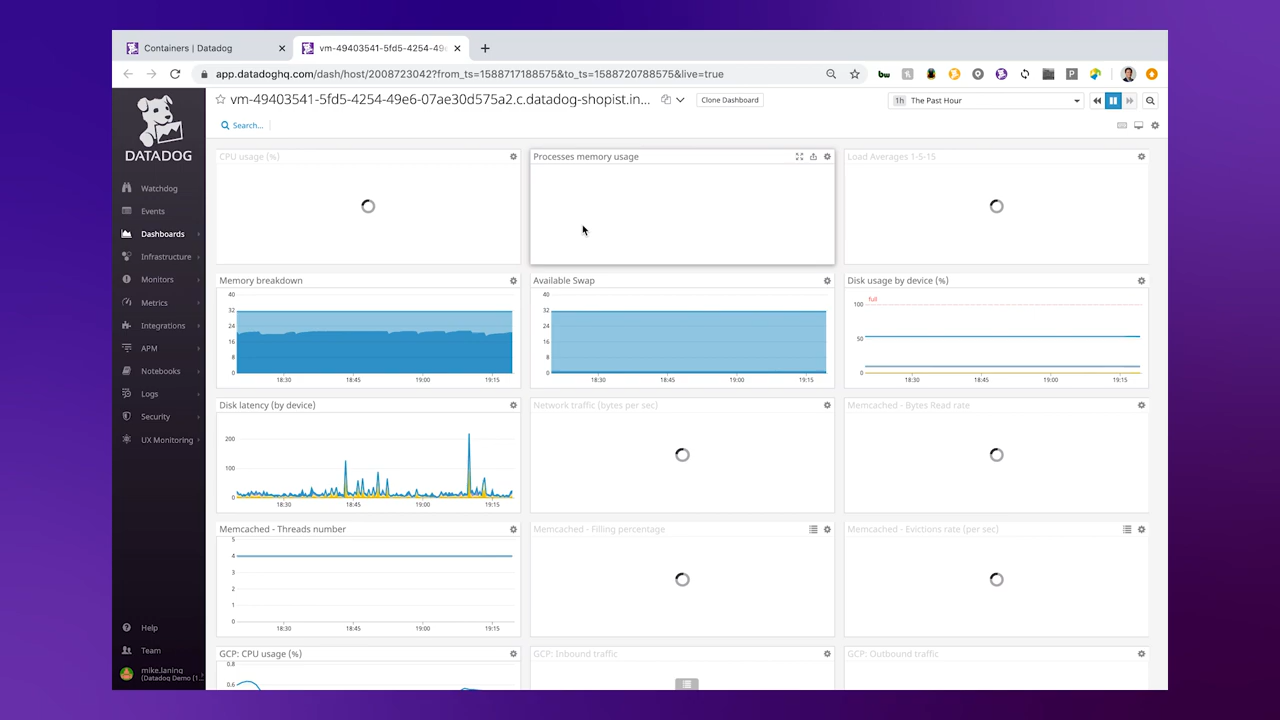 Containers | Datadog
vm-49403541-5fd5-4254-49
app.datadoghq.com/dash/host/2008723042?from_ts=1588717188575&to_ts=1588720788575&live=true
vm-49403541-5fd5-4254-49es-07ae30d575a2.c.datadog-shopist.in...
Clone Dashboard
1h The Past Hour
Search...
DATADOG
Watchdog
Events
Dashboards
Infrastructure
Monitors
Metrics
Integrations
APM
Notebooks
Logs
Security
UX Monitoring
Help
Team
mike.laning
(Datadog Demo (1...
CPU usage (%)
Processes memory usage
Load Averages 1-5-15
Memory breakdown
40
32
24
16
8
0
18:30 18:45 19:00 19:15
Available Swap
40
32
24
16
8
0
18:30 18:45 19:00 19:15
Disk usage by device (%)
full
100
50
0
18:30 18:45 19:00 19:15
Disk latency (by device)
200
100
0
18:30 18:45 19:00 19:15
Network traffic (bytes per sec)
Memcached - Bytes Read rate
Memcached - Threads number
5
4
3
2
1
0
18:30 18:45 19:00 19:15
Memcached - Filling percentage
Memcached - Evictions rate (per sec)
GCP: CPU usage (%)
0.8
0.6
GCP: Inbound traffic
GCP: Outbound traffic